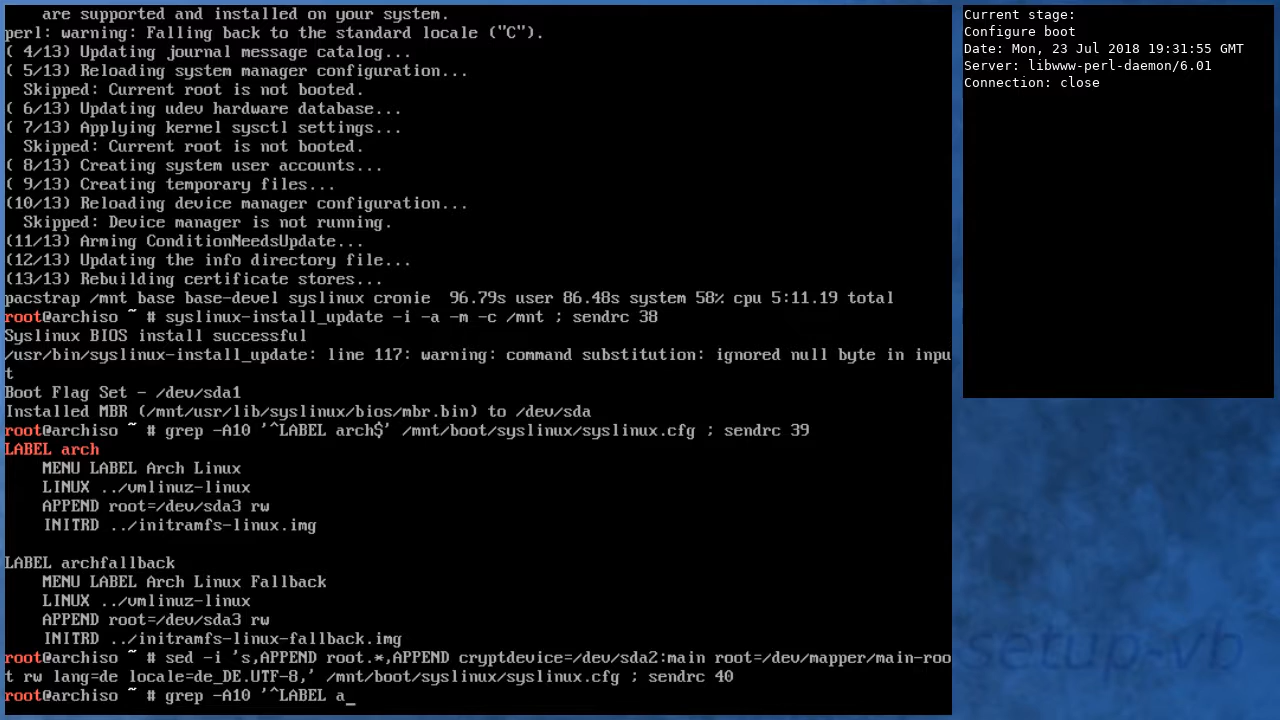 are supported and installed on your system.
perl: warning: Falling back to the standard locale ("C").
( 4/13) Updating journal message catalog...
( 5/13) Reloading system manager configuration...
  Skipped: Current root is not booted.
( 6/13) Updating udev hardware database...
( 7/13) Applying kernel sysctl settings...
  Skipped: Current root is not booted.
( 8/13) Creating system user accounts...
( 9/13) Creating temporary files...
(10/13) Reloading device manager configuration...
  Skipped: Device manager is not running.
(11/13) Arming ConditionNeedsUpdate...
(12/13) Updating the info directory file...
(13/13) Rebuilding certificate stores...
pacstrap /mnt base base-devel syslinux cronie  96.79s user 86.48s system 58% cpu 5:11.19 total
root@archiso ~ # syslinux-install_update -i -a -m -c /mnt ; sendrc 38
Syslinux BIOS install successful
/usr/bin/syslinux-install_update: line 117: warning: command substitution: ignored null byte in inpu
t
Boot Flag Set - /dev/sda1
Installed MBR (/mnt/usr/lib/syslinux/bios/mbr.bin) to /dev/sda
root@archiso ~ # grep -A10 '^LABEL arch$' /mnt/boot/syslinux/syslinux.cfg ; sendrc 39
LABEL arch
    MENU LABEL Arch Linux
    LINUX ../vmlinuz-linux
    APPEND root=/dev/sda3 rw
    INITRD ../initramfs-linux.img

LABEL archfallback
    MENU LABEL Arch Linux Fallback
    LINUX ../vmlinuz-linux
    APPEND root=/dev/sda3 rw
    INITRD ../initramfs-linux-fallback.img
root@archiso ~ # sed -i 's,APPEND root.*,APPEND cryptdevice=/dev/sda2:main root=/dev/mapper/main-roo
t rw lang=de locale=de_DE.UTF-8,' /mnt/boot/syslinux/syslinux.cfg ; sendrc 40
root@archiso ~ # grep -A10 '^LABEL a_
Current stage:
Configure boot
Date: Mon, 23 Jul 2018 19:31:55 GMT
Server: libwww-perl-daemon/6.01
Connection: close
setup-vb